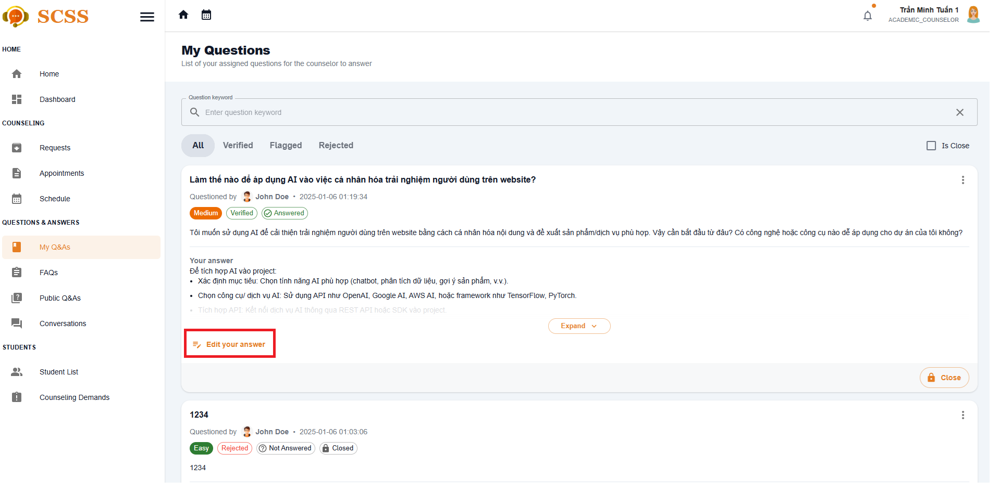 SCSS
Trần Minh Tuấn 1
ACADEMIC_COUNSELOR
HOME
Home
Dashboard
COUNSELING
Requests
Appointments
Schedule
QUESTIONS & ANSWERS
My Q&As
FAQs
Public Q&As
Conversations
STUDENTS
Student List
Counseling Demands
My Questions
List of your assigned questions for the counselor to answer
Question keyword
Enter question keyword
All Verified Flagged Rejected Is Close
Làm thế nào để áp dụng AI vào việc cá nhân hóa trải nghiệm người dùng trên website?
Questioned by John Doe • 2025-01-06 01:19:34
Medium Verified Answered
Tôi muốn sử dụng AI để cải thiện trải nghiệm người dùng trên website bằng cách cá nhân hóa nội dung và đề xuất sản phẩm/dịch vụ phù hợp. Vậy cần bắt đầu từ đâu? Có công nghệ hoặc công cụ nào dễ áp dụng cho dự án của tôi không?
Your answer
Để tích hợp AI vào project:
• Xác định mục tiêu: Chọn tính năng AI phù hợp (chatbot, phân tích dữ liệu, gợi ý sản phẩm, v.v.).
• Chọn công cụ/ dịch vụ AI: Sử dụng API như OpenAI, Google AI, AWS AI, hoặc framework như TensorFlow, PyTorch.
• Tích hợp API: Kết nối dịch vụ AI thông qua REST API hoặc SDK vào project.
Expand
Edit your answer
Close
1234
Questioned by John Doe • 2025-01-06 01:03:06
Easy Rejected Not Answered Closed
1234